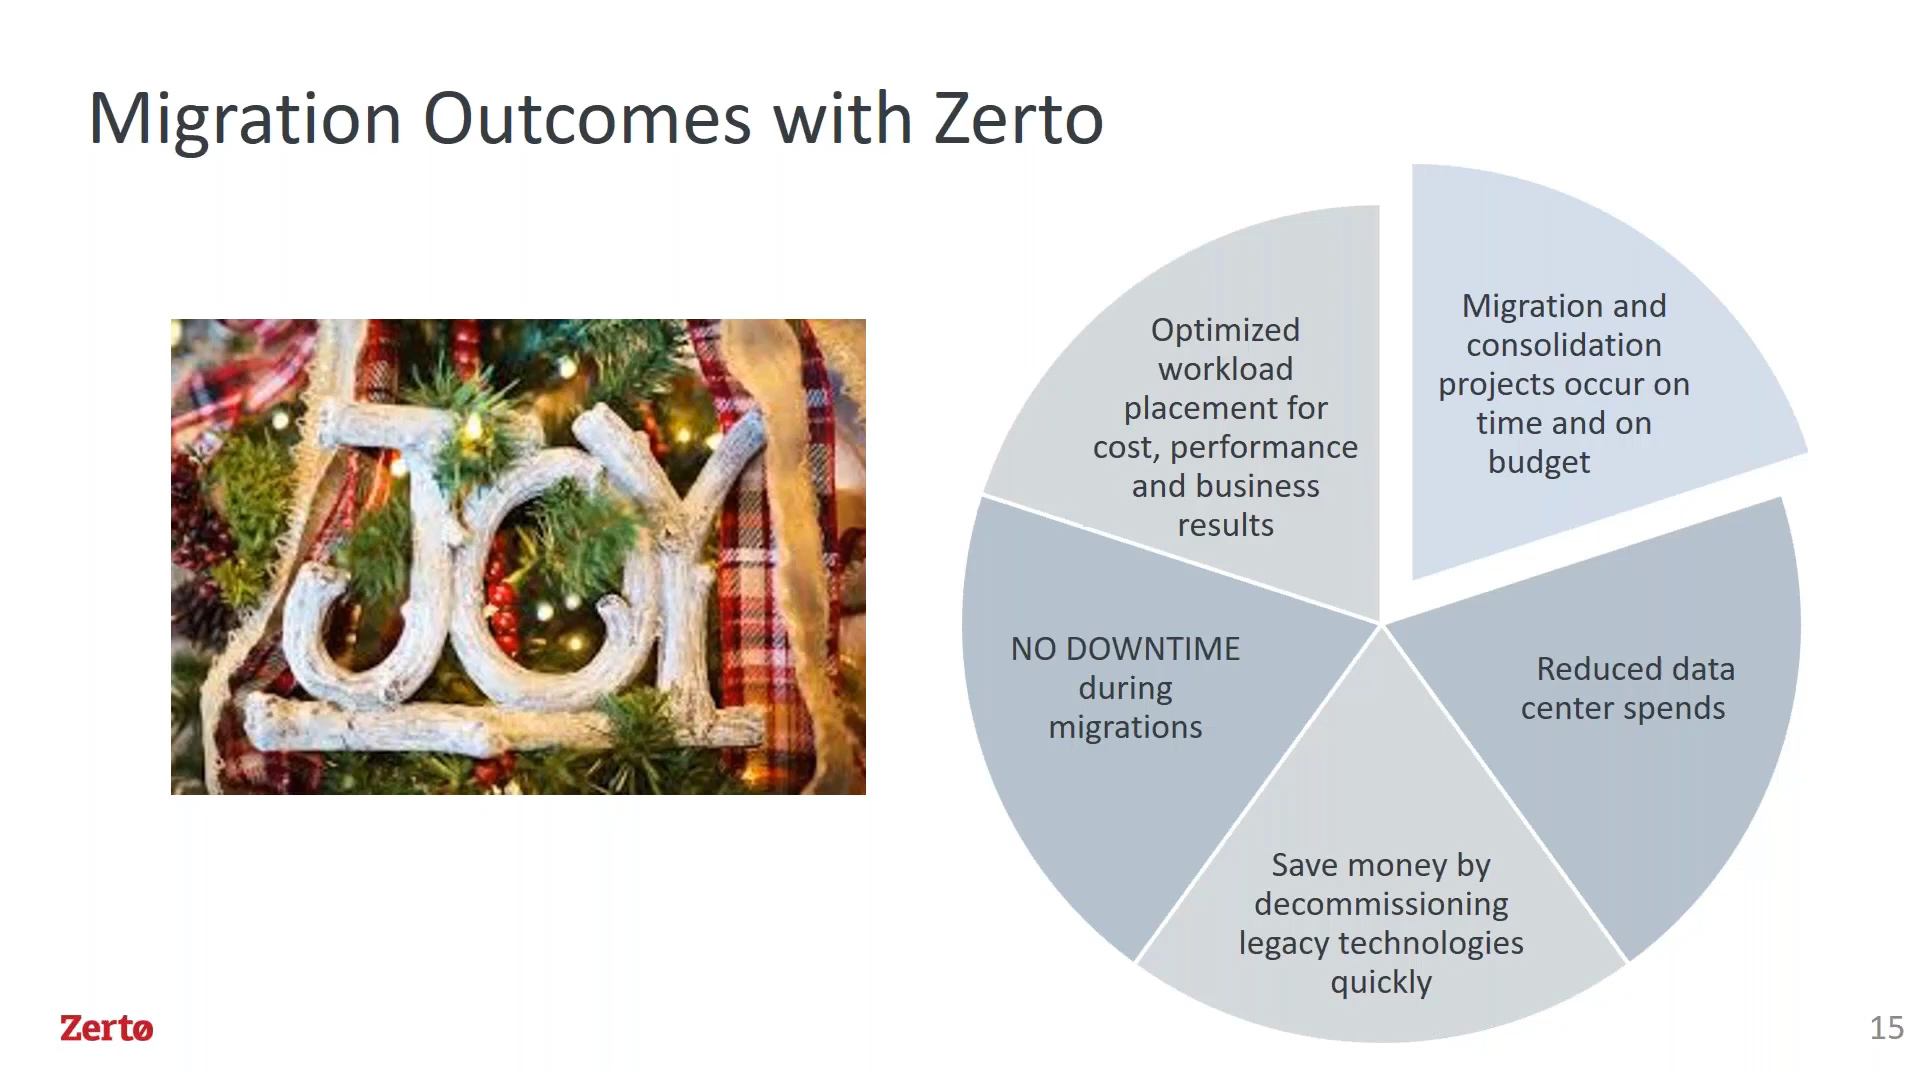 Migration Outcomes with Zerto
JOY
Optimized
workload
placement for
cost, performance
and business
results
Migration and
consolidation
projects occur on
time and on
budget
NO DOWNTIME
during
migrations
Reduced data
center spends
Save money by
decommissioning
legacy technologies
quickly
Zerto
15